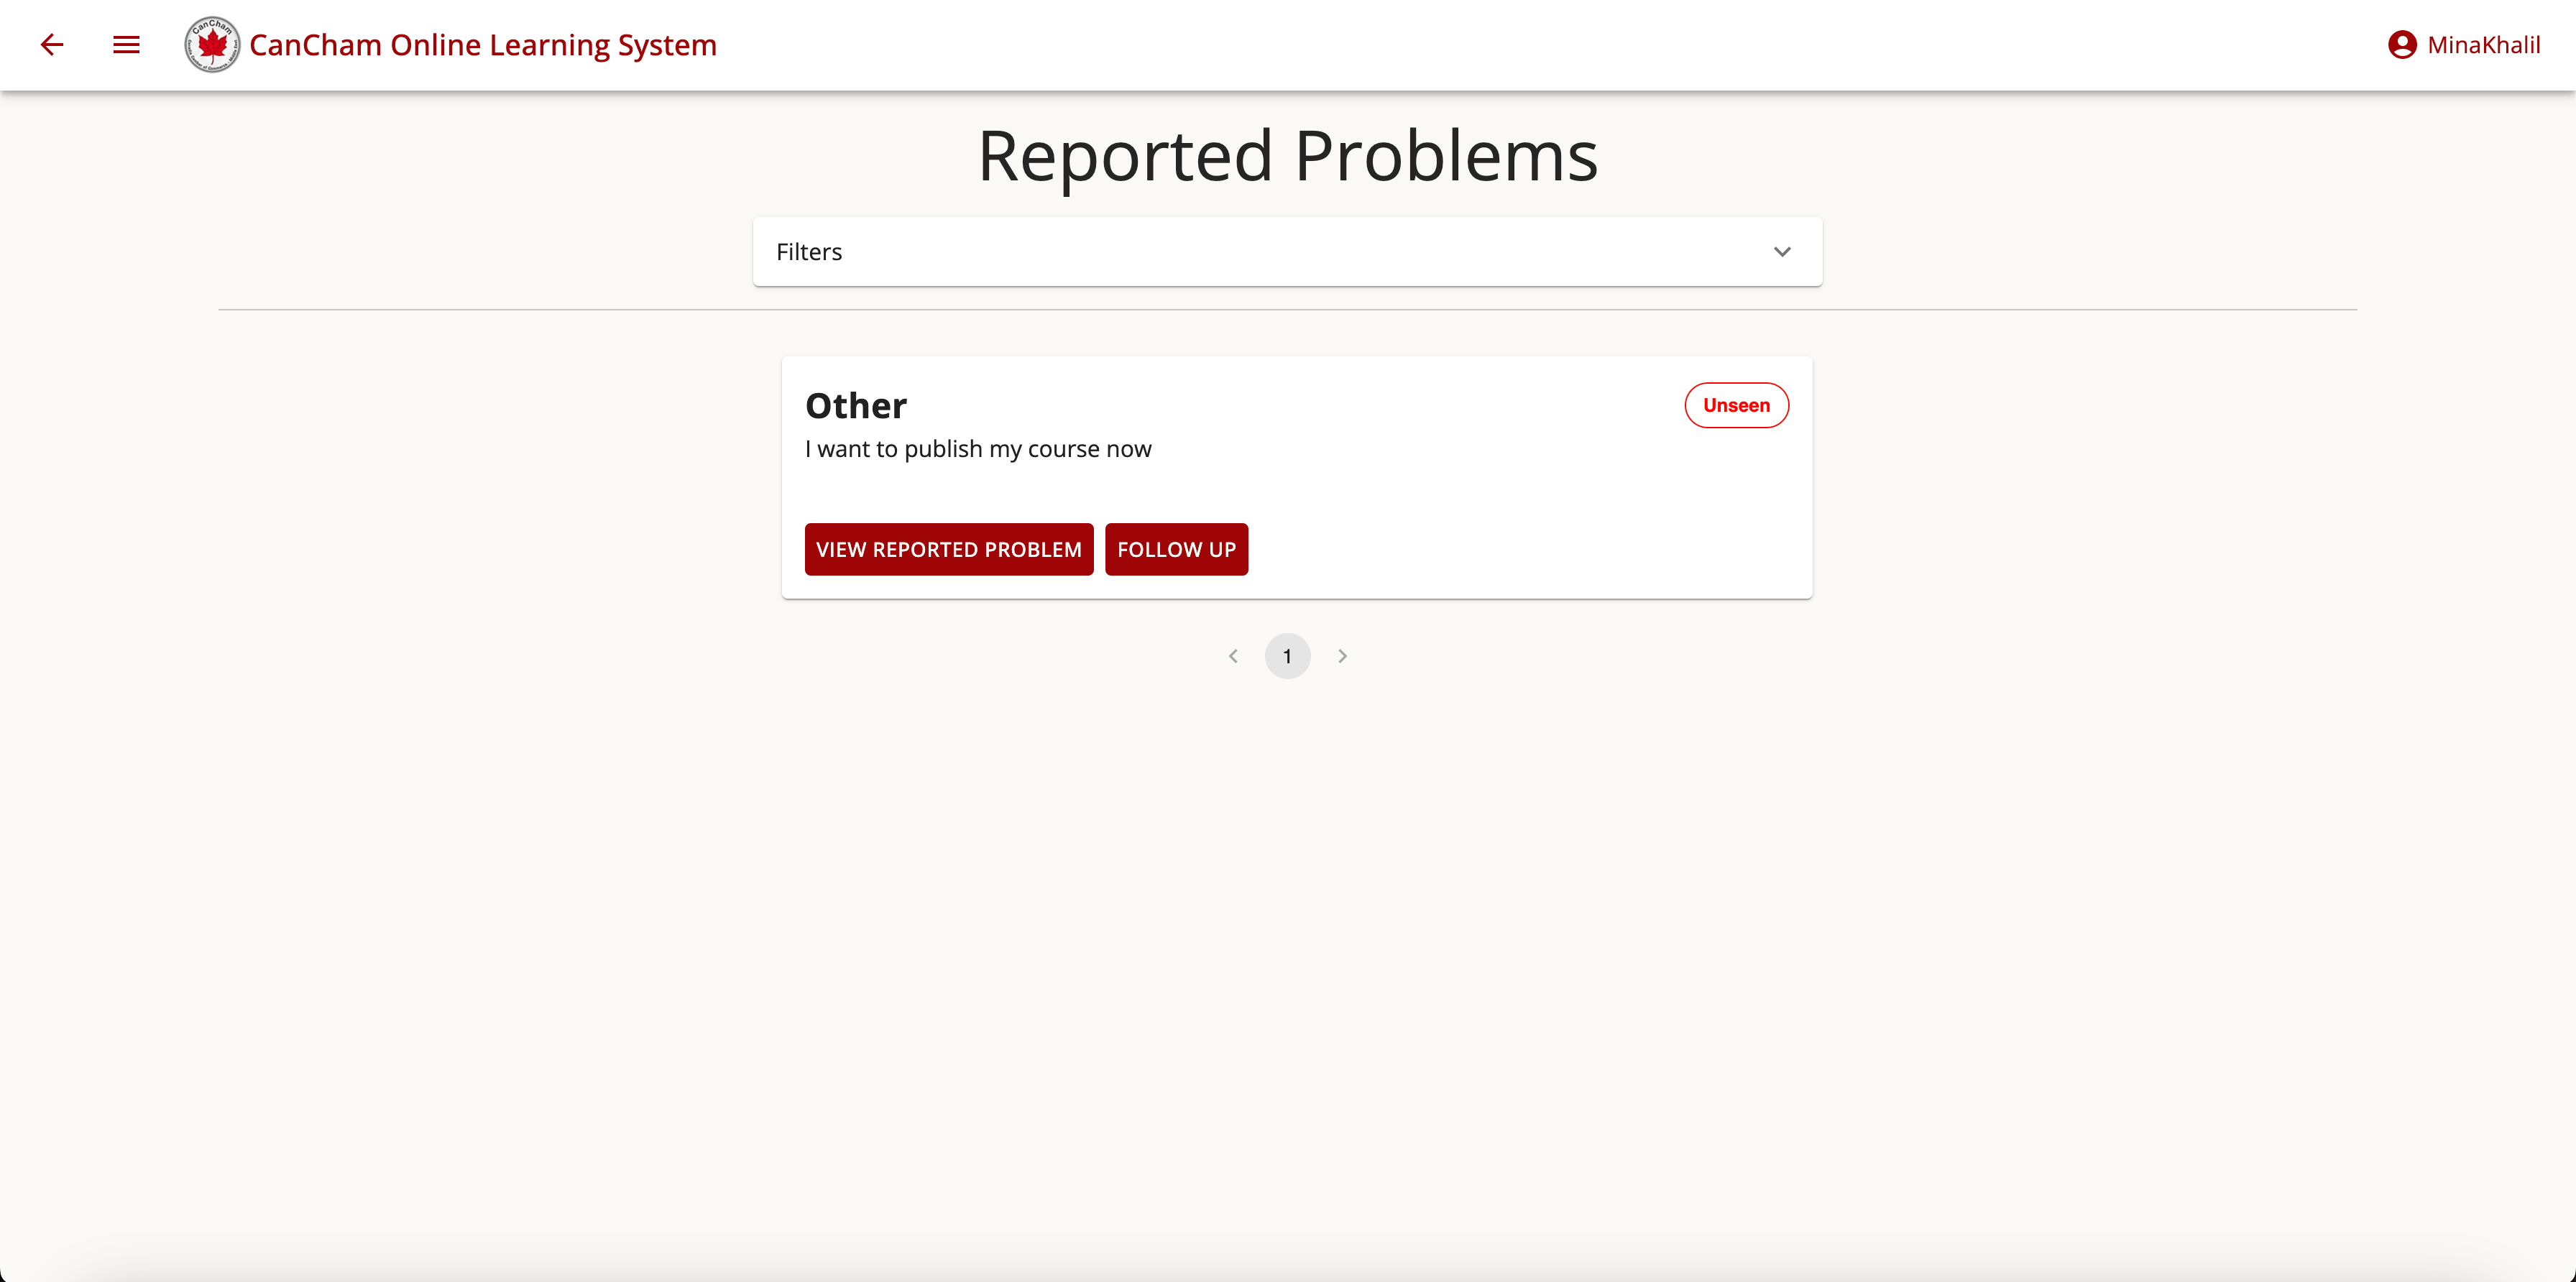 CanCham
CanCham Online Learning System
MinaKhalil
Reported Problems
Filters
Other
Unseen
I want to publish my course now
VIEW REPORTED PROBLEM
FOLLOW UP
1